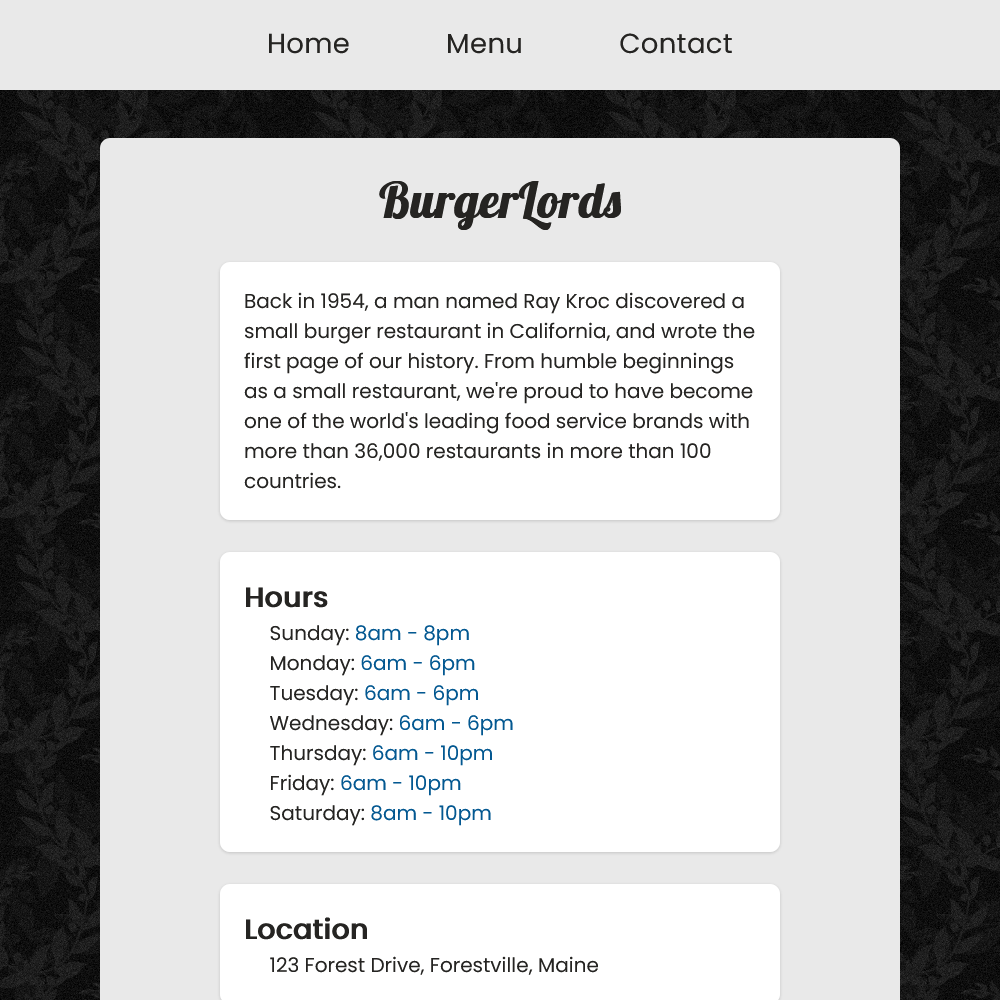 Home Menu Contact
BurgerLords
Back in 1954, a man named Ray Kroc discovered a
small burger restaurant in California, and wrote the
first page of our history. From humble beginnings
as a small restaurant, we're proud to have become
one of the world's leading food service brands with
more than 36,000 restaurants in more than 100
countries.
Hours
Sunday: 8am - 8pm
Monday: 6am - 6pm
Tuesday: 6am - 6pm
Wednesday: 6am - 6pm
Thursday: 6am - 10pm
Friday: 6am - 10pm
Saturday: 8am - 10pm
Location
123 Forest Drive, Forestville, Maine